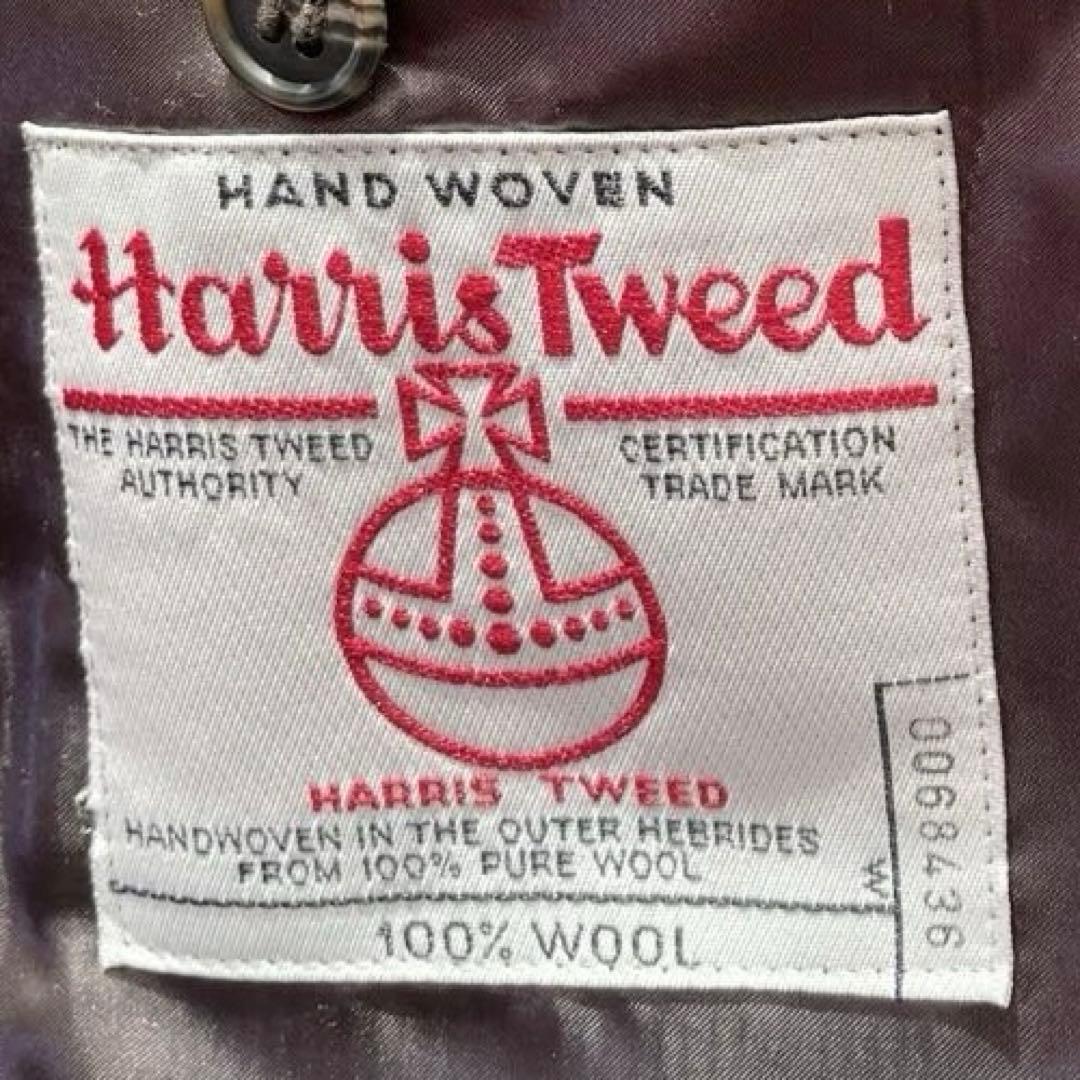 HAND WOVEN
Harris Tweed
THE HARRIS TWEED
AUTHORITY
CERTIFICATION
TRADE MARK
HARRIS TWEED
HANDWOVEN IN THE OUTER HEBRIDES
FROM 100% PURE WOOL
W
100% WOOL
0068436